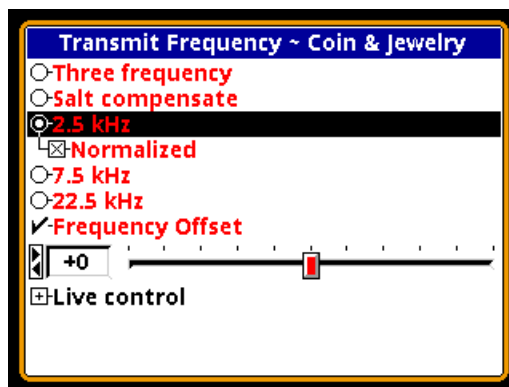 Transmit Frequency ~ Coin & Jewelry
Three frequency
Salt compensate
2.5 kHz
Normalized
7.5 kHz
22.5 kHz
Frequency Offset
+0
Live control